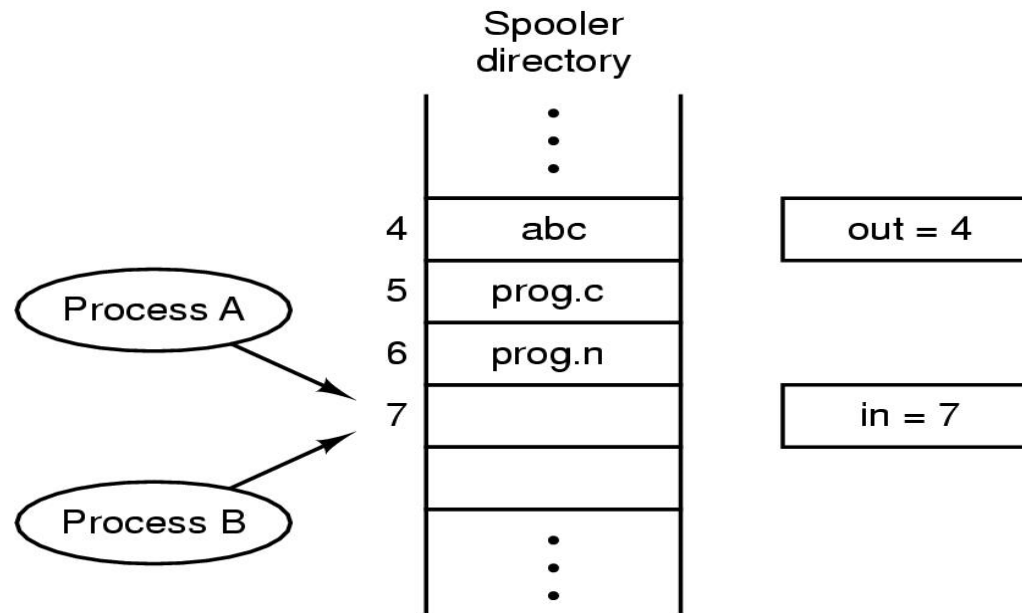 Spooler
directory
4
abc
out = 4
5
prog.c
Process A
6
prog.n
7
in = 7
Process B